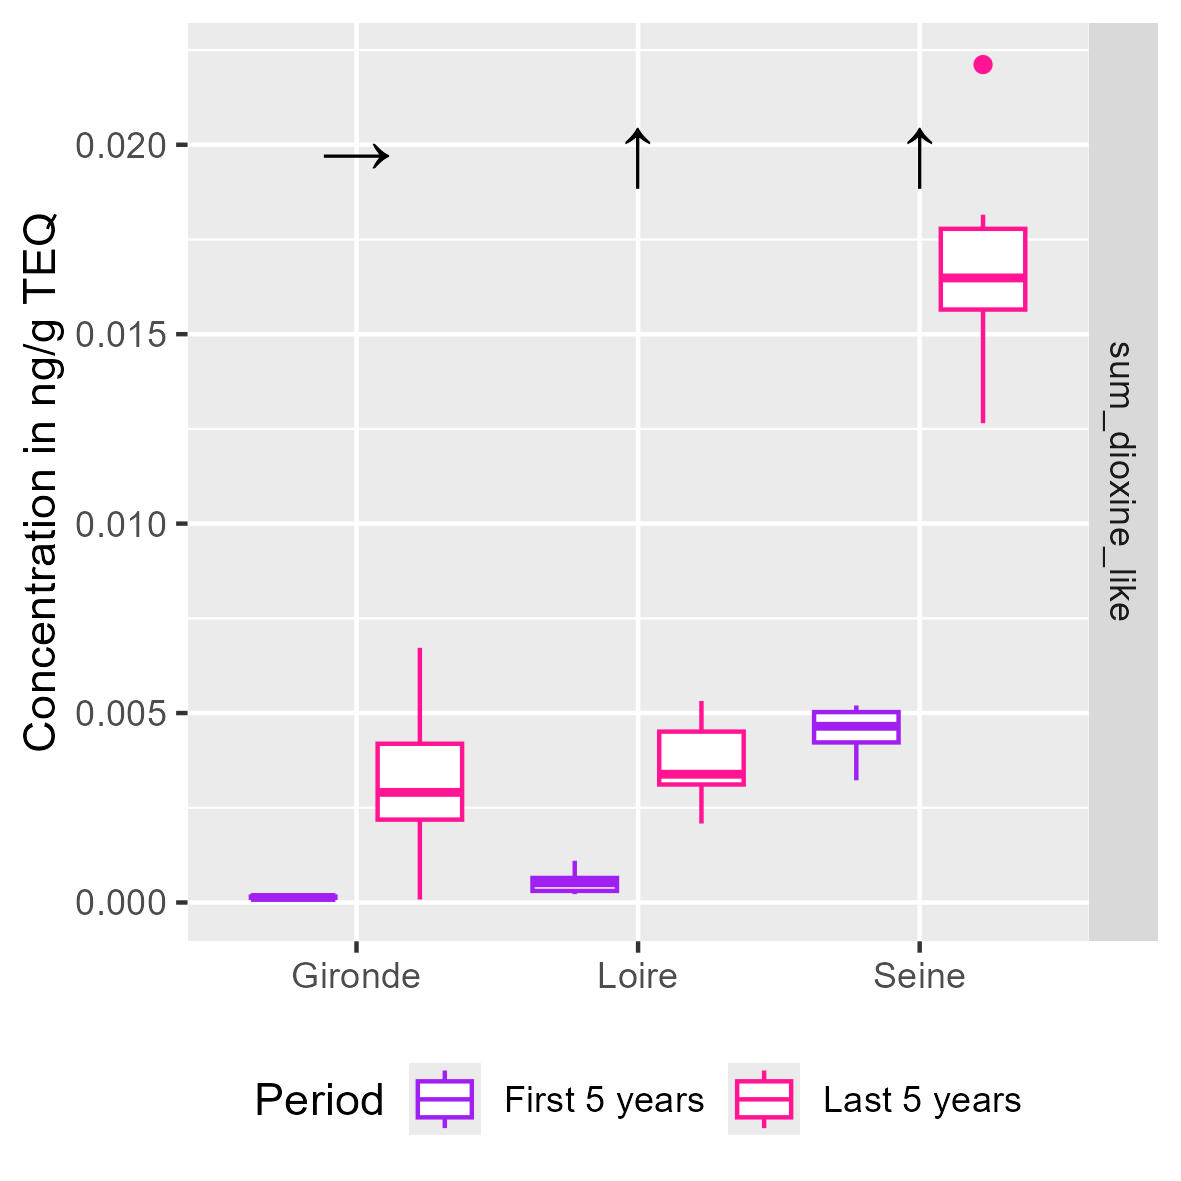 Concentration in ng/g TEQ
0.020
0.015
0.010
0.005
0.000
Gironde
Loire
Seine
sum_dioxine_like
Period
First 5 years
Last 5 years